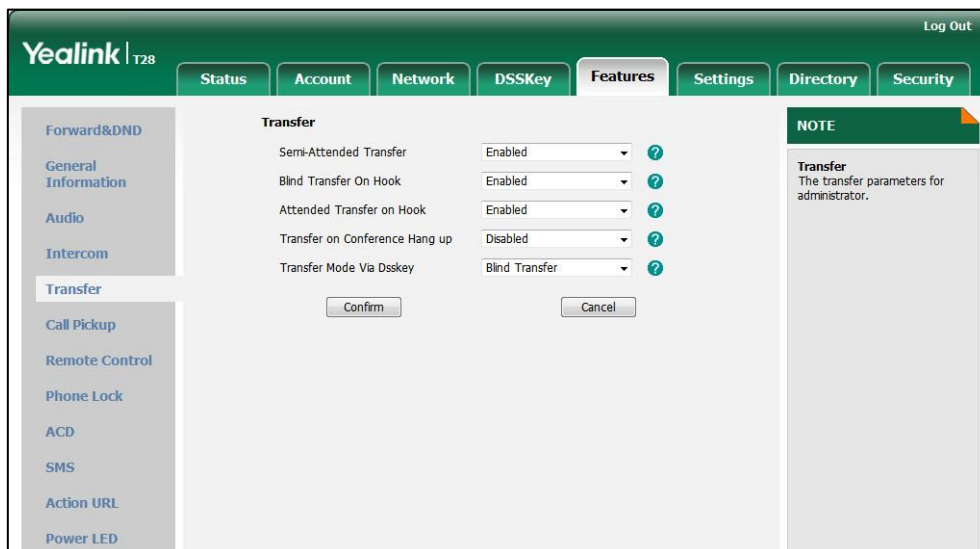 Log Out
Yealink | T28
Status Account Network DSSKey Features Settings Directory Security
Forward&DND
General
Information
Audio
Intercom
Transfer
Call Pickup
Remote Control
Phone Lock
ACD
SMS
Action URL
Power LED
Transfer
Semi-Attended Transfer Enabled ?
Blind Transfer On Hook Enabled ?
Attended Transfer on Hook Enabled ?
Transfer on Conference Hang up Disabled ?
Transfer Mode Via Dsskey Blind Transfer ?
Confirm Cancel
NOTE
Transfer
The transfer parameters for
administrator.